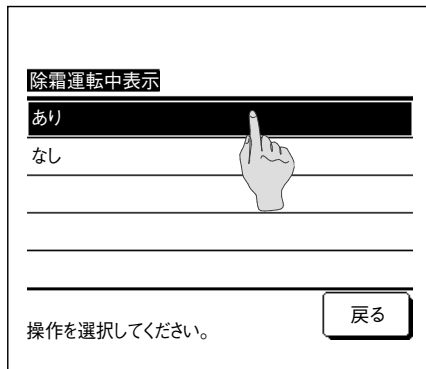 除霜運転中表示
あり
なし
操作を選択してください。
戻る